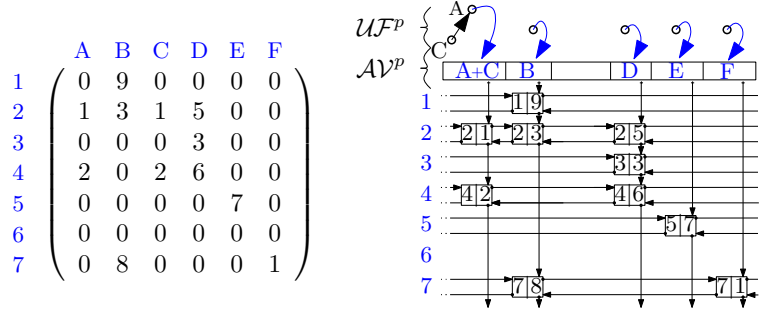 A B C D E F
1 0 9 0 0 0 0
2 1 3 1 5 0 0
3 0 0 0 3 0 0
4 2 0 2 6 0 0
5 0 0 0 0 7 0
6 0 0 0 0 0 0
7 0 8 0 0 0 1
A
UF^p
C
AV^p A+C B D E F
1 1|9
2 2|1 2|3 2|5
3 3|3
4 4|2 4|6
5 5|7
6
7 7|8 7|1